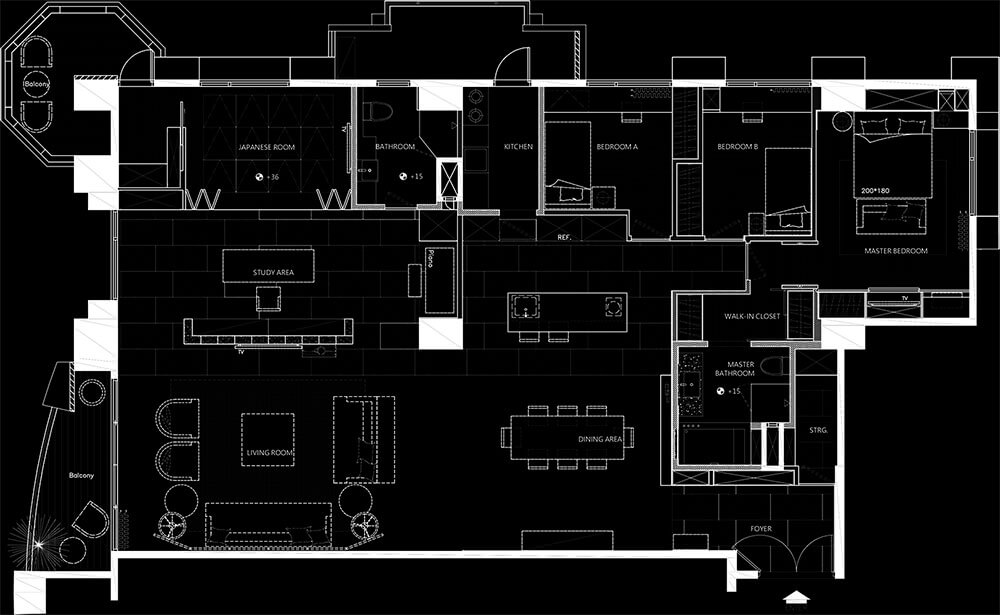 Balcony
JAPANESE ROOM
+36
TV
BATHROOM
+15
KITCHEN
BEDROOM A
BEDROOM B
200*180
MASTER BEDROOM
REF.
Piano
STUDY AREA
TV
TV
WALK-IN CLOSET
MASTER
BATHROOM
+15
STRG.
DINING AREA
LIVING ROOM
Balcony
FOYER